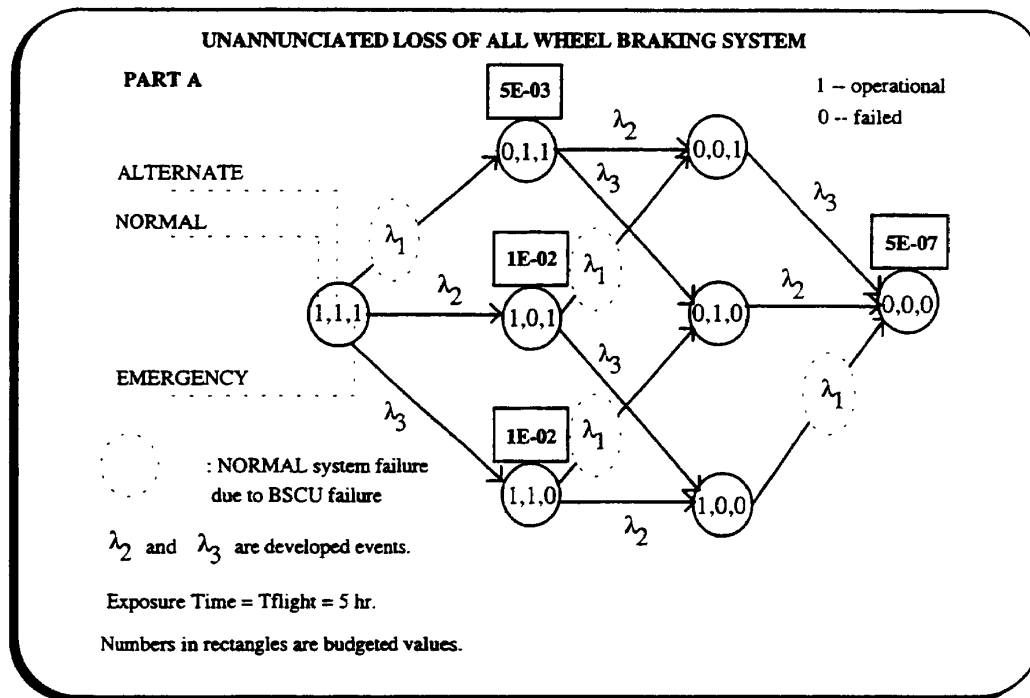 UNANNUNCIATED LOSS OF ALL WHEEL BRAKING SYSTEM
PART A
1 -- operational
0 -- failed
5E-03
0,1,1
λ2
0,0,1
λ3
λ3
ALTERNATE
NORMAL
λ1
1E-02
λ1
5E-07
1,1,1
λ2
1,0,1
0,1,0
λ2
0,0,0
EMERGENCY
λ3
λ3
λ1
1E-02
λ1
1,1,0
λ2
1,0,0
: NORMAL system failure
due to BSCU failure
λ2 and λ3 are developed events.
Exposure Time = Tflight = 5 hr.
Numbers in rectangles are budgeted values.